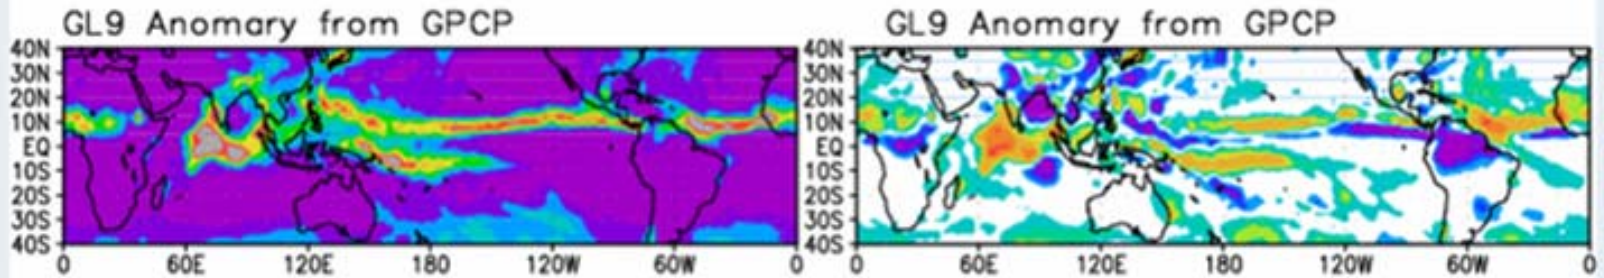 GL9 Anomary from GPCP
40N
30N
20N
10N
EQ
10S
20S
30S
40S
0 60E 120E 180 120W 60W 0
GL9 Anomary from GPCP
40N
30N
20N
10N
EQ
10S
20S
30S
40S
0 60E 120E 180 120W 60W 0